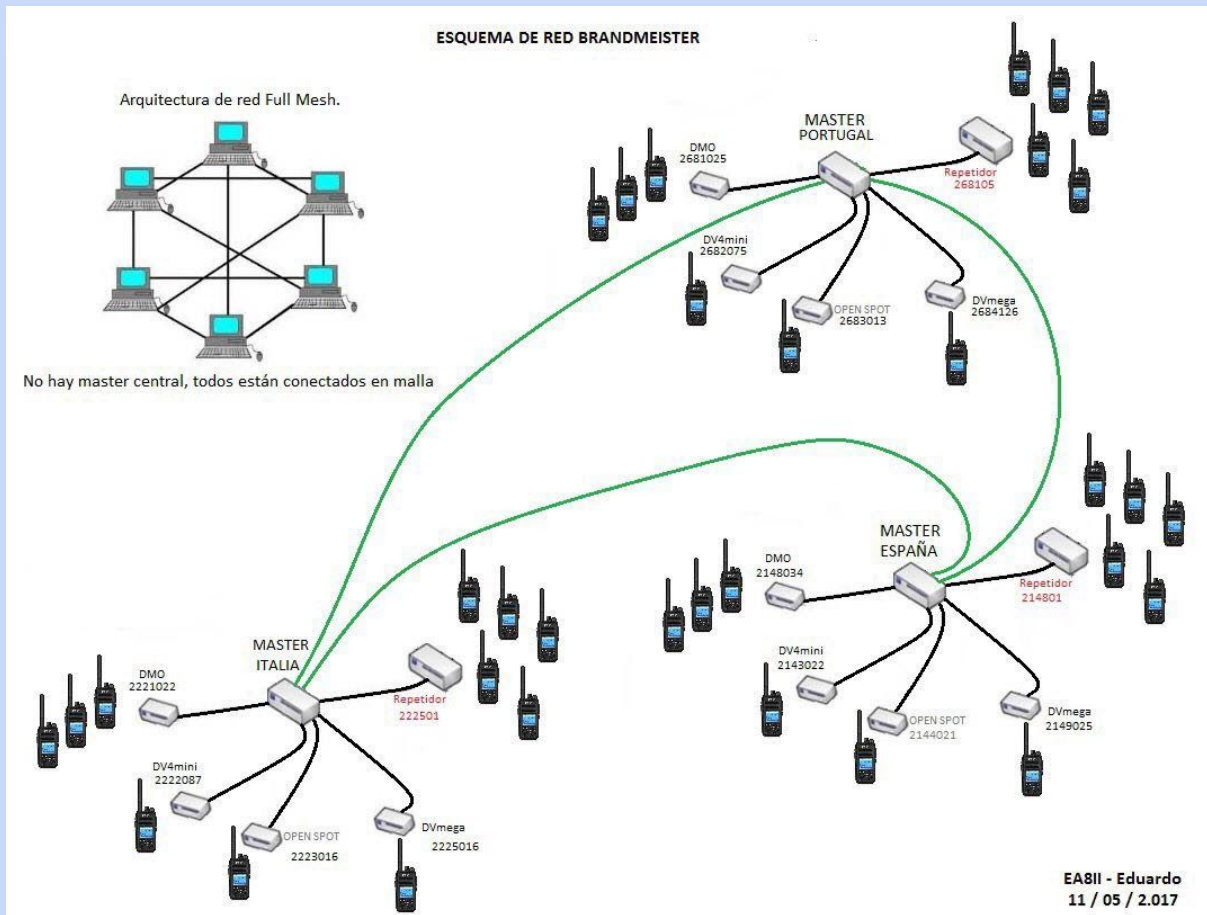 ESQUEMA DE RED BRANDMEISTER
Arquitectura de red Full Mesh.
No hay master central, todos están conectados en malla
MASTER
PORTUGAL
DMO
2681025
Repetidor
268105
DV4mini
2682075
OPEN SPOT
2683013
DVmega
2684126
MASTER
ESPAÑA
DMO
2148034
Repetidor
214801
DV4mini
2143022
OPEN SPOT
2144021
DVmega
2149025
MASTER
ITALIA
DMO
2221022
Repetidor
222501
DV4mini
2222087
OPEN SPOT
2223016
DVmega
2225016
EA8II - Eduardo
11 / 05 / 2.017